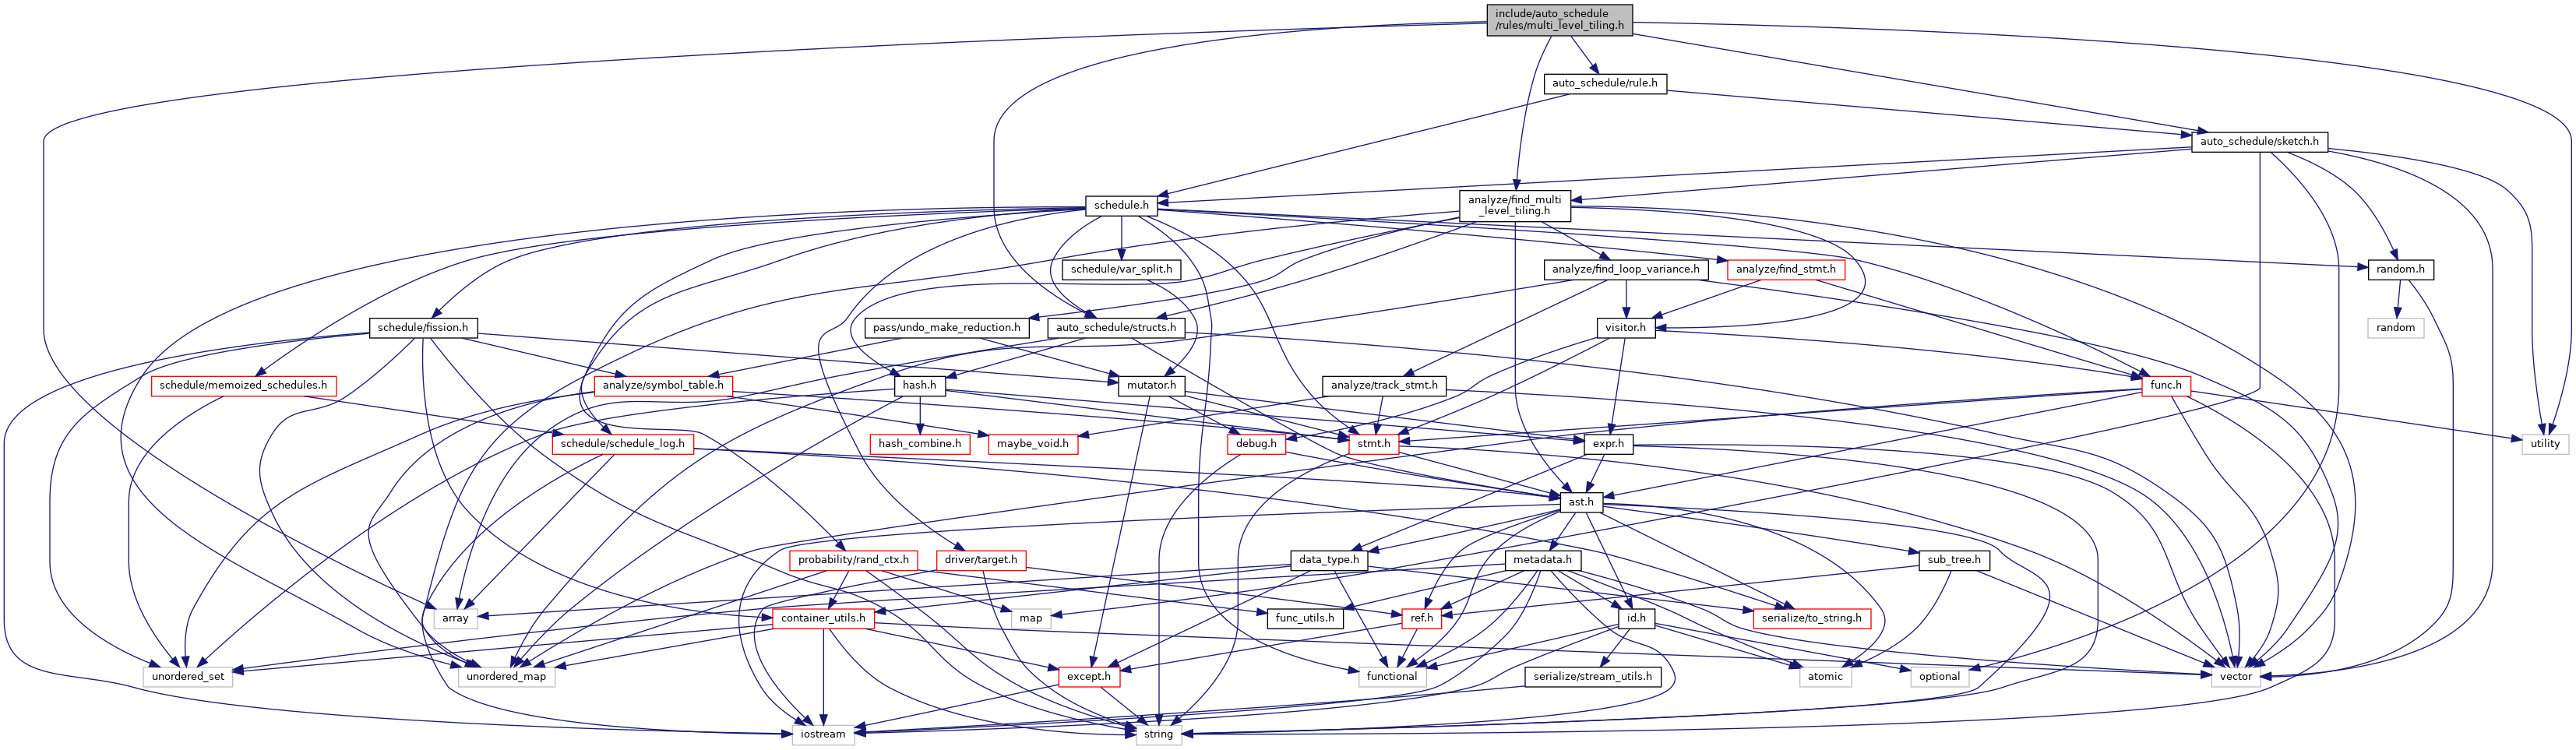 include/auto_schedule
/rules/multi_level_tiling.h
auto_schedule/rule.h
auto_schedule/sketch.h
schedule.h
analyze/find_multi
_level_tiling.h
schedule/var_split.h
analyze/find_loop_variance.h
analyze/find_stmt.h
random.h
schedule/fission.h
pass/undo_make_reduction.h
auto_schedule/structs.h
visitor.h
random
schedule/memoized_schedules.h
analyze/symbol_table.h
hash.h
mutator.h
analyze/track_stmt.h
func.h
schedule/schedule_log.h
hash_combine.h
maybe_void.h
debug.h
stmt.h
expr.h
utility
ast.h
probability/rand_ctx.h
driver/target.h
data_type.h
metadata.h
sub_tree.h
array
container_utils.h
map
func_utils.h
ref.h
id.h
serialize/to_string.h
unordered_set
unordered_map
except.h
functional
serialize/stream_utils.h
atomic
optional
vector
iostream
string